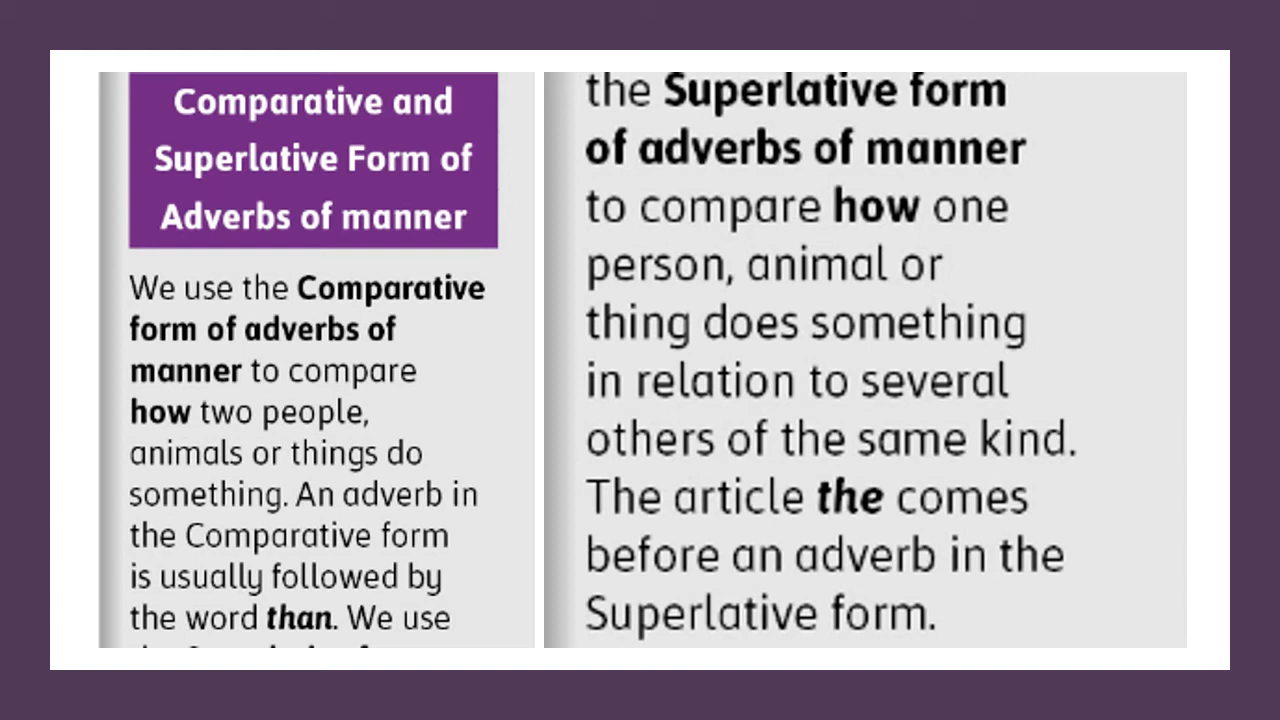 Comparative and
Superlative Form of
Adverbs of manner
We use the Comparative
form of adverbs of
manner to compare
how two people,
animals or things do
something. An adverb in
the Comparative form
is usually followed by
the word than. We use
the Superlative form
of adverbs of manner
to compare how one
person, animal or
thing does something
in relation to several
others of the same kind.
The article the comes
before an adverb in the
Superlative form.